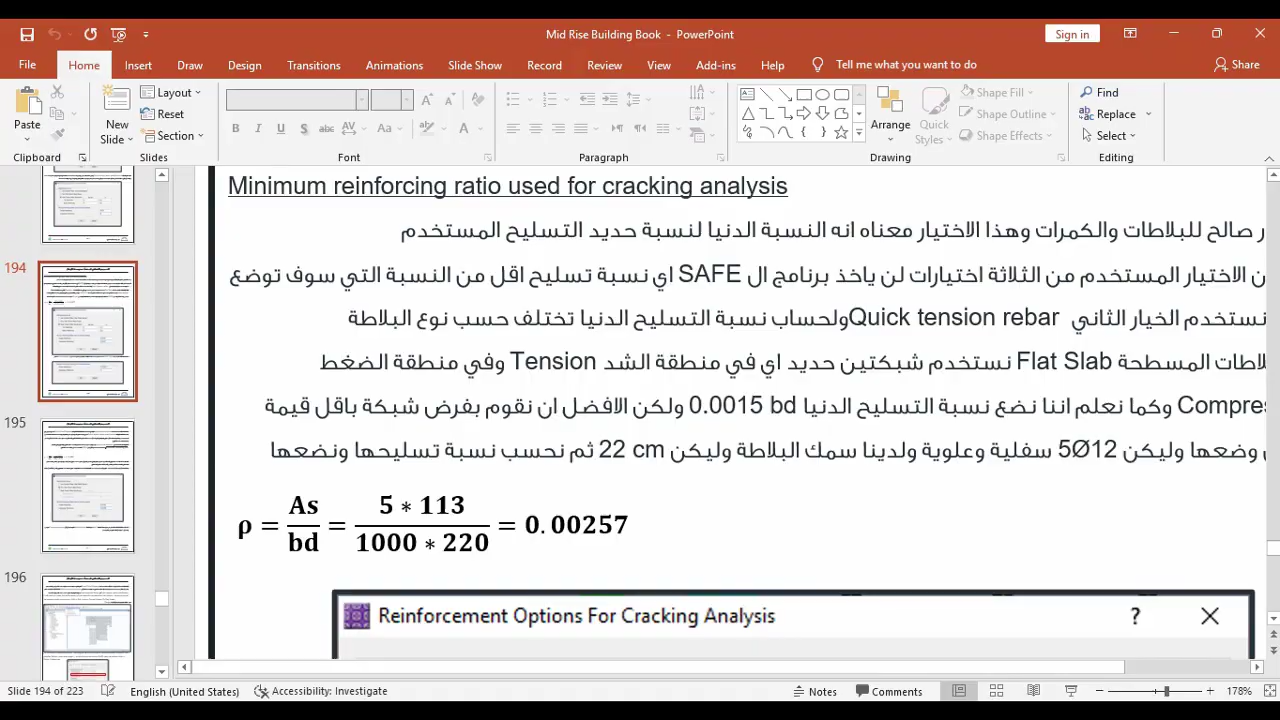 Mid Rise Building Book - PowerPoint
Sign in
File Home Insert Draw Design Transitions Animations Slide Show Record Review View Add-ins Help Tell me what you want to do Share
Paste
Clipboard
New
Slide
Layout
Reset
Section
Slides
B I U S abc AV Aa A
Font
Paragraph
Arrange
Quick
Styles
Shape Fill
Shape Outline
Shape Effects
Drawing
Find
Replace
Select
Editing
194
195
196
Minimum reinforcing ratio used for cracking analysis
ر صالح للبلاطات والكمرات وهذا الاختيار معناه انه النسبة الدنيا لنسبة حديد التسليح المستخدم
ن الاختيار المستخدم من الثلاثة اختيارات لن ياخذ برنامج ال SAFE اي نسبة تسليح اقل من النسبة التي سوف توضع
نستخدم الخيار الثاني Quick tension rebar ولحساب نسبة التسليح الدنيا تختلف حسب نوع البلاطة
لاطات المسطحة Flat Slab نستخدم شبكتين حديد اي في منطقة الشد Tension وفي منطقة الضغط
Compres وكما نعلم اننا نضع نسبة التسليح الدنيا 0.0015 bd ولكن الافضل ان نقوم بفرض شبكة باقل قيمة
ن وضعها وليكن 5Ø12 سفلية وعلوية ولدينا سمك البلاطة وليكن 22 cm ثم نحسب نسبة تسليحها ونضعها
ρ = As/bd = 5 ∗ 113 / 1000 ∗ 220 = 0.00257
Reinforcement Options For Cracking Analysis ? ×
Slide 194 of 223 English (United States) Accessibility: Investigate Notes Comments 178%